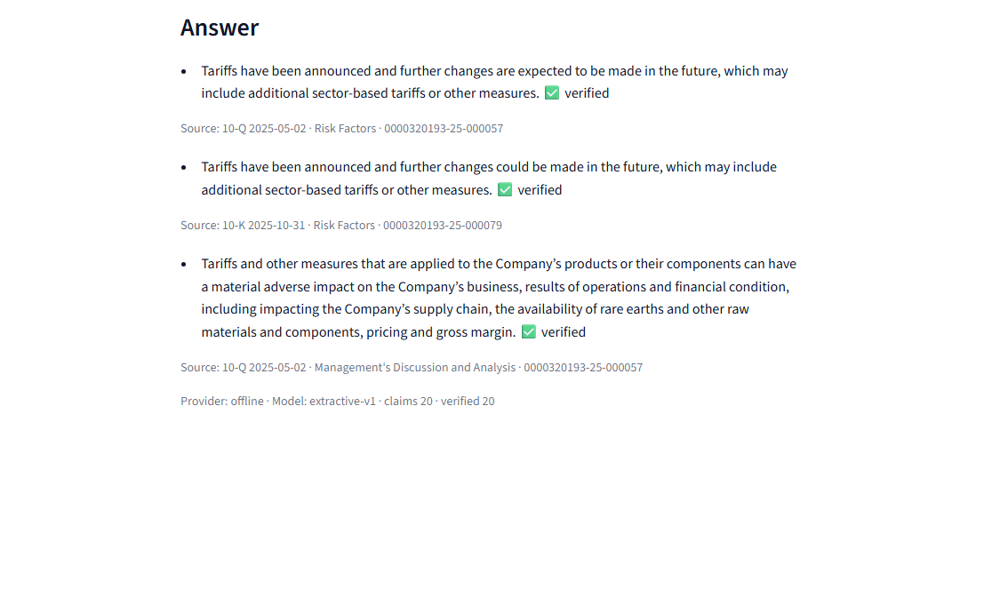 Answer
• Tariffs have been announced and further changes are expected to be made in the future, which may
include additional sector-based tariffs or other measures. ✅ verified
Source: 10-Q 2025-05-02 · Risk Factors · 0000320193-25-000057
• Tariffs have been announced and further changes could be made in the future, which may include
additional sector-based tariffs or other measures. ✅ verified
Source: 10-K 2025-10-31 · Risk Factors · 0000320193-25-000079
• Tariffs and other measures that are applied to the Company’s products or their components can have
a material adverse impact on the Company’s business, results of operations and financial condition,
including impacting the Company’s supply chain, the availability of rare earths and other raw
materials and components, pricing and gross margin. ✅ verified
Source: 10-Q 2025-05-02 · Management's Discussion and Analysis · 0000320193-25-000057
Provider: offline · Model: extractive-v1 · claims 20 · verified 20